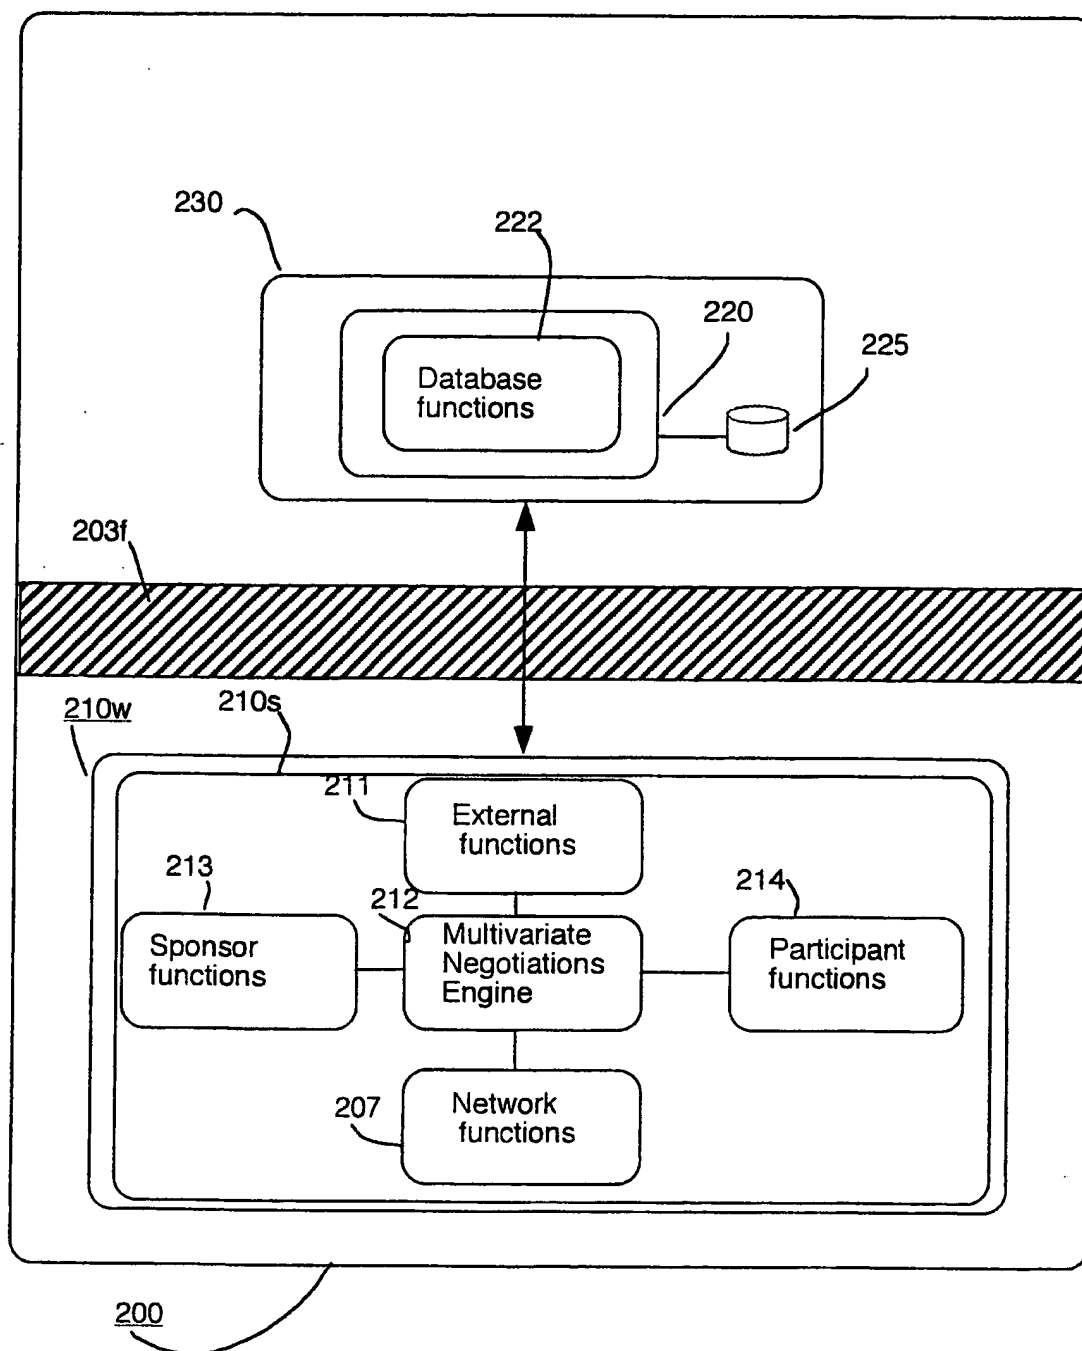 230
222
220
225
Database
functions
203f
210w
210s
211
External
functions
213
212
214
Sponsor
functions
Multivariate
Negotiations
Engine
Participant
functions
207
Network
functions
200